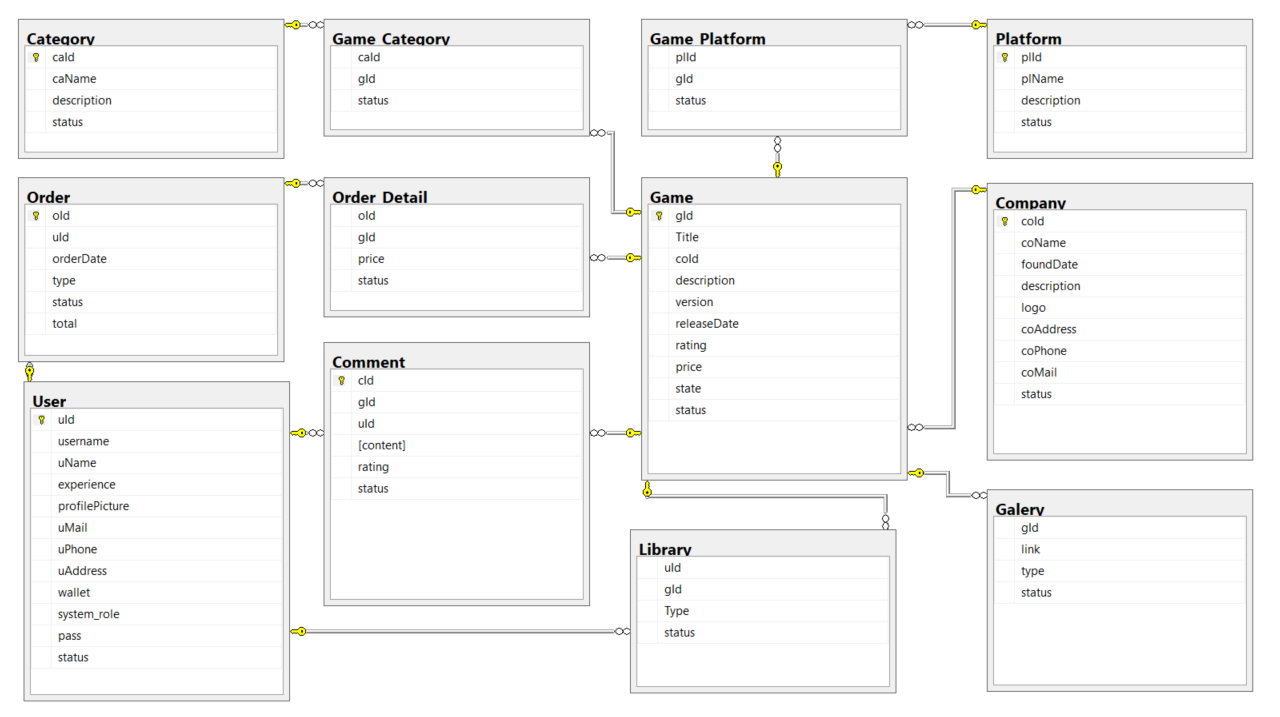 Category
caId
caName
description
status
Game_Category
caId
gId
status
Game_Platform
plId
gId
status
Platform
plId
plName
description
status
Order
oId
uId
orderDate
type
status
total
Order_Detail
oId
gId
price
status
Game
gId
Title
coId
description
version
releaseDate
rating
price
state
status
Company
coId
coName
foundDate
description
logo
coAddress
coPhone
coMail
status
User
uId
username
uName
experience
profilePicture
uMail
uPhone
uAddress
wallet
system_role
pass
status
Comment
cId
gId
uId
[content]
rating
status
Library
uId
gId
Type
status
Galery
gId
link
type
status